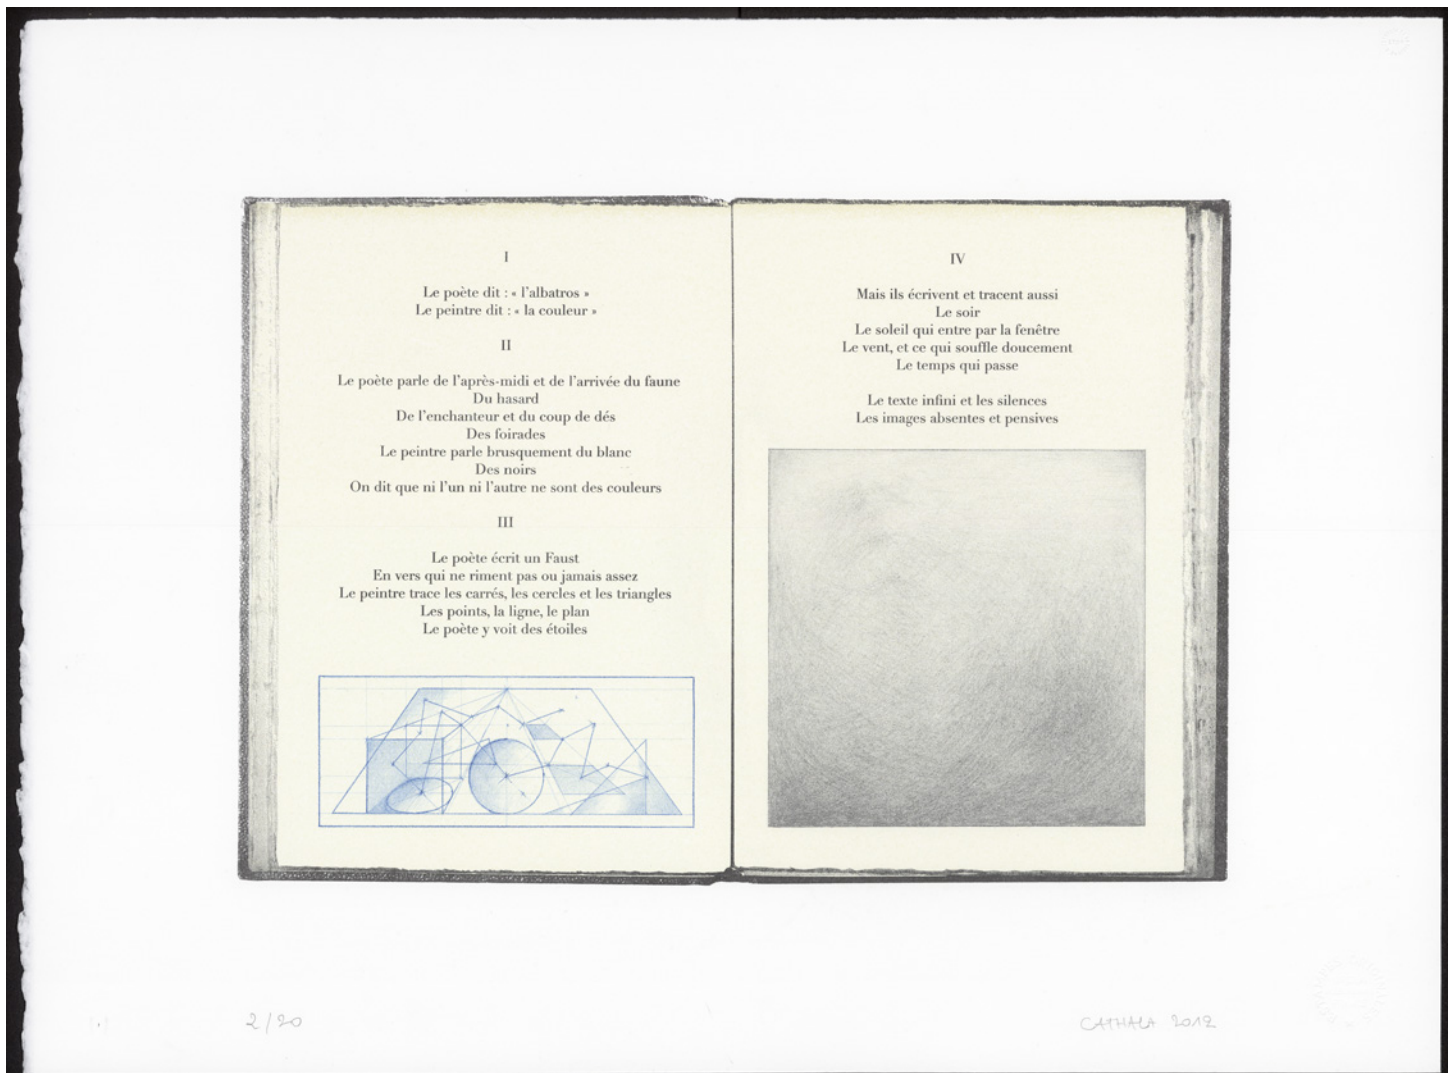 I
Le poète dit : « l'albatros »
Le peintre dit : « la couleur »
II
Le poète parle de l'après-midi et de l'arrivée du faune
Du hasard
De l'enchanteur et du coup de dés
Des foirades
Le peintre parle brusquement du blanc
Des noirs
On dit que ni l'un ni l'autre ne sont des couleurs
III
Le poète écrit un Faust
En vers qui ne riment pas ou jamais assez
Le peintre trace les carrés, les cercles et les triangles
Les points, la ligne, le plan
Le poète y voit des étoiles
IV
Mais ils écrivent et tracent aussi
Le soir
Le soleil qui entre par la fenêtre
Le vent, et ce qui souffle doucement
Le temps qui passe
Le texte infini et les silences
Les images absentes et pensives
2/20
CATHALA 2012